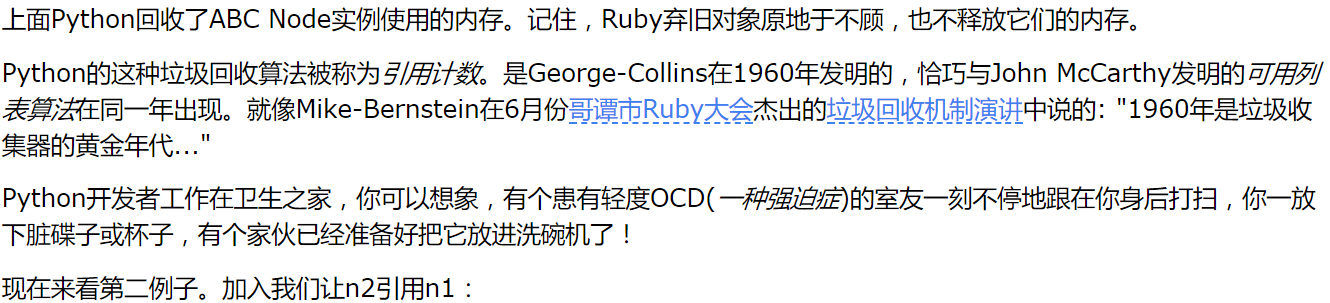 上面Python回收了ABC Node实例使用的内存。记住，Ruby弃旧对象原地于不顾，也不释放它们的内存。
Python的这种垃圾回收算法被称为引用计数。是George-Collins在1960年发明的，恰巧与John McCarthy发明的可用列
表算法在同一年出现。就像Mike-Bernstein在6月份哥谭市Ruby大会杰出的垃圾回收机制演讲中说的: "1960年是垃圾收
集器的黄金年代..."
Python开发者工作在卫生之家，你可以想象，有个患有轻度OCD(一种强迫症)的室友一刻不停地跟在你身后打扫，你一放
下脏碟子或杯子，有个家伙已经准备好把它放进洗碗机了！
现在来看第二例子。加入我们让n2引用n1：